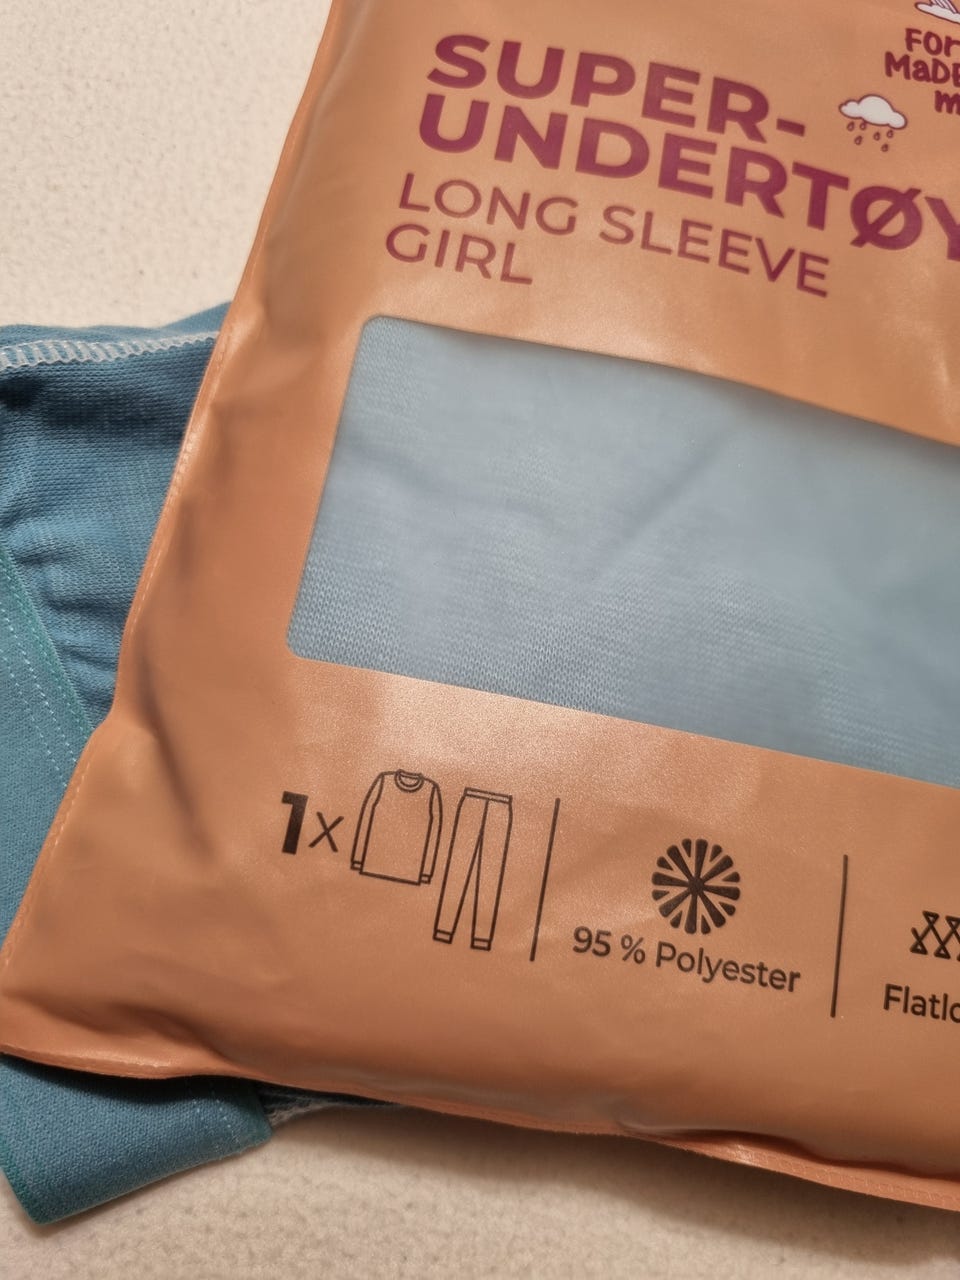 SUPER-
UNDERTØY
LONG SLEEVE
GIRL
1x
95 % Polyester